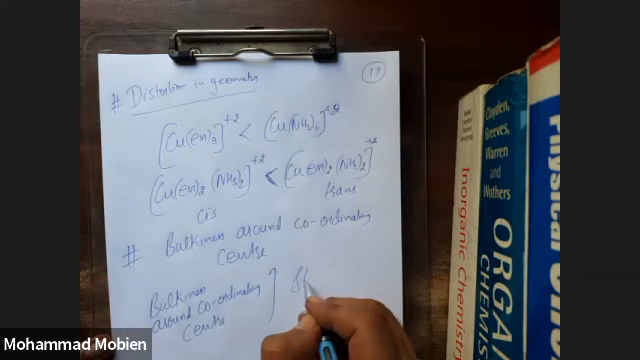 # Distortion in geometry
17
[Cu(en)3]+2 < [Cu(NH3)6]+2
[Cu(en)2(NH3)2]+2 < [Cu(en)2(NH3)2]+2
cis trans
# Bulkiness around co-ordinating
centre
Bulkiness
around co-ordinating
centre
Inorganic Chemistry
Clayden,
Greeves,
Warren
and
Wothers
ORGA
CHEMIS
Physical
Mohammad Mobien